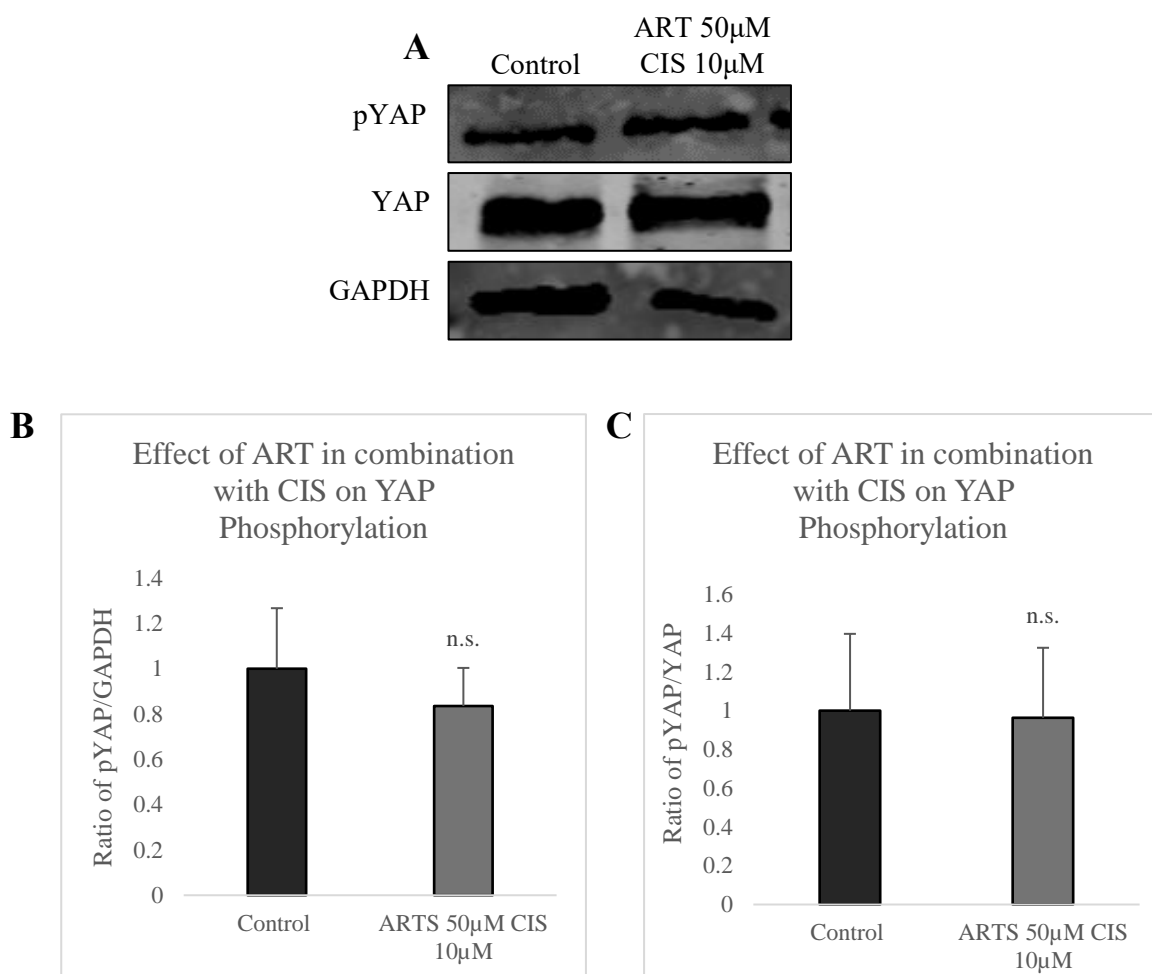 A
Control
ART 50µM
CIS 10µM
pYAP
YAP
GAPDH
B
Effect of ART in combination
with CIS on YAP
Phosphorylation
Ratio of pYAP/GAPDH
1.4
1.2
1
0.8
0.6
0.4
0.2
0
n.s.
Control
ARTS 50µM CIS
10µM
C
Effect of ART in combination
with CIS on YAP
Phosphorylation
Ratio of pYAP/YAP
1.6
1.4
1.2
1
0.8
0.6
0.4
0.2
0
n.s.
Control
ARTS 50µM CIS
10µM